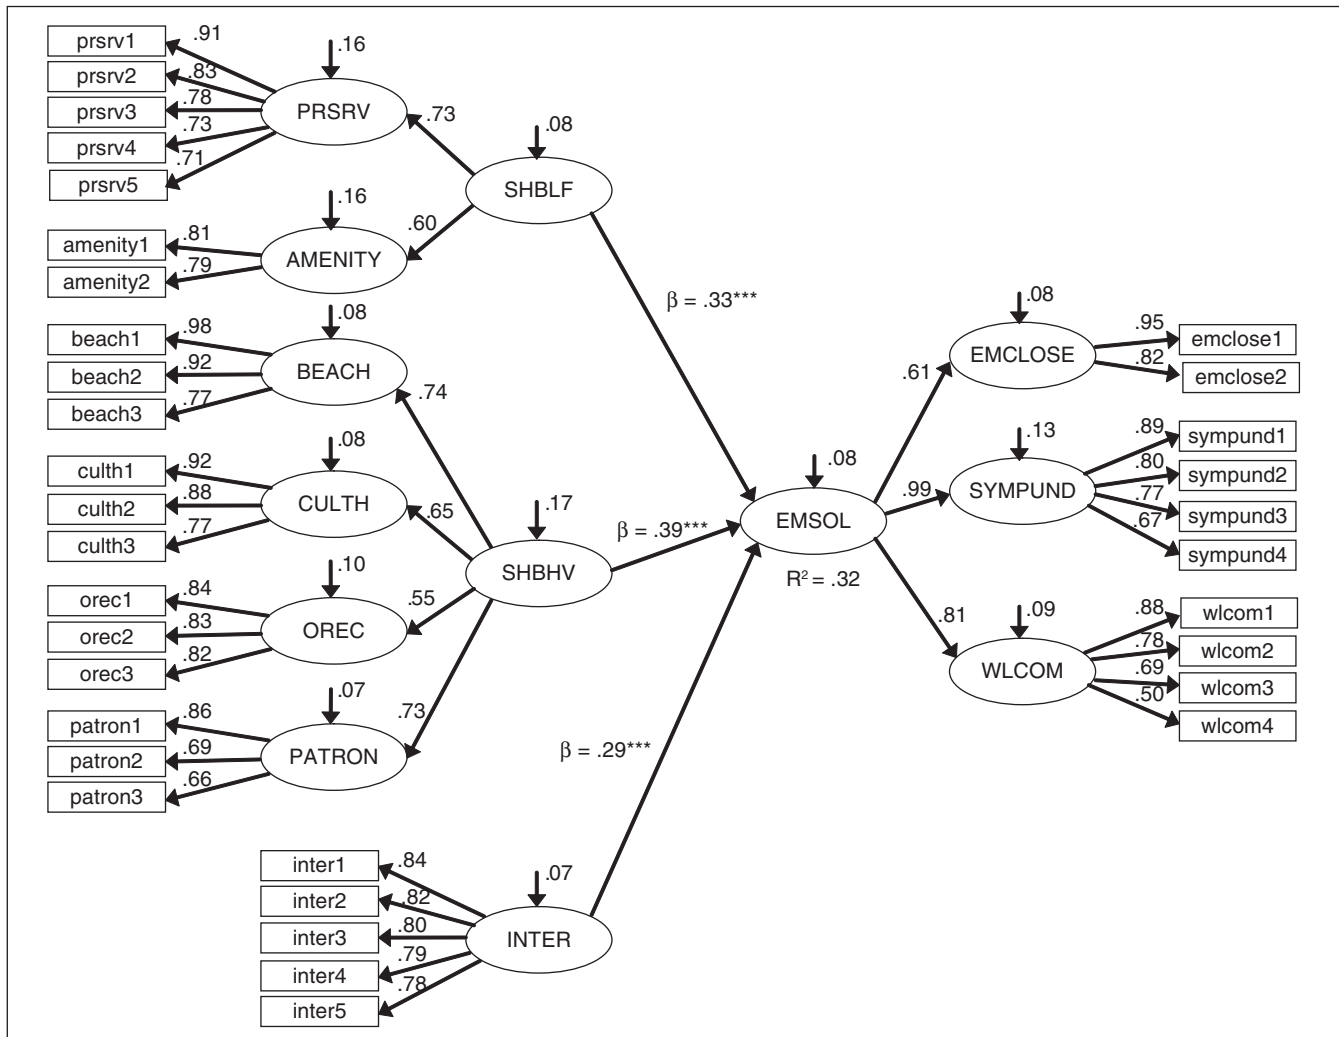 prsrv1
prsrv2
prsrv3
prsrv4
prsrv5
.91
.83
.78
.73
.71
.16
PRSRV
.73
.08
SHBLF
amenity1
amenity2
.81
.79
.16
AMENITY
.60
beach1
beach2
beach3
.98
.92
.77
.08
BEACH
.74
culth1
culth2
culth3
.92
.88
.77
.08
CULTH
.65
.17
SHBHV
orec1
orec2
orec3
.84
.83
.82
.10
OREC
.55
patron1
patron2
patron3
.86
.69
.66
.07
PATRON
.73
inter1
inter2
inter3
inter4
inter5
.84
.82
.80
.79
.78
.07
INTER
β = .33***
β = .39***
β = .29***
.08
EMSOL
R² = .32
.61
.99
.81
.08
EMCLOSE
.95
.82
emclose1
emclose2
.13
SYMPUND
.89
.80
.77
.67
sympund1
sympund2
sympund3
sympund4
.09
WLCOM
.88
.78
.69
.50
wlcom1
wlcom2
wlcom3
wlcom4